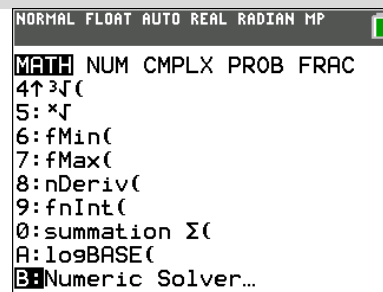 NORMAL FLOAT AUTO REAL RADIAN MP
MATH NUM CMPLX PROB FRAC
4↑³√(
5:ˣ√
6:fMin(
7:fMax(
8:nDeriv(
9:fnInt(
0:summation Σ(
A:logBASE(
B:Numeric Solver…